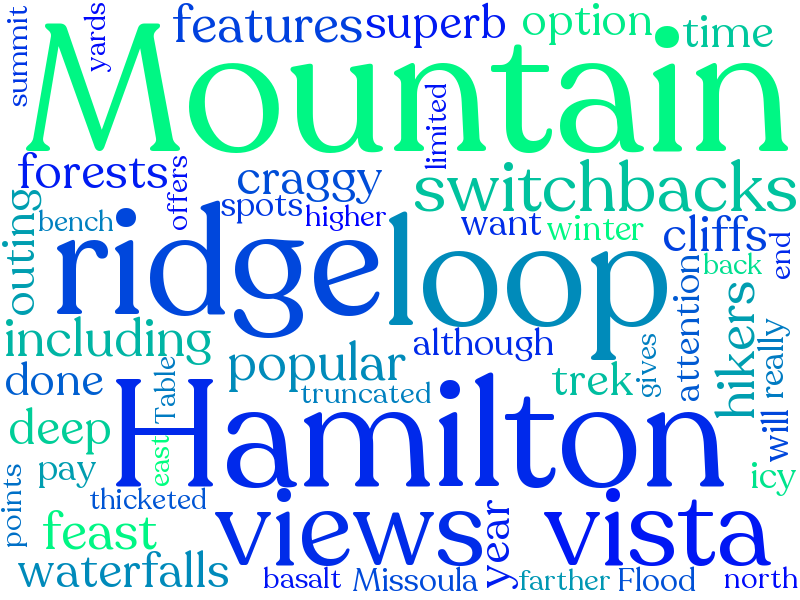 summit
yards
features
superb
option
time
Mountain
limited
forests
offers
craggy
switchbacks
outing
bench
spots
higher
want
winter
cliffs
end
back
ridge
loop
including
although
attention
hikers
popular
gives
really
done
Table
truncated
trek
will
deep
Hamilton
east
pay
icy
points
thicketed
views
vista
year
feast
waterfalls
basalt
Missoula
farther
Flood
north